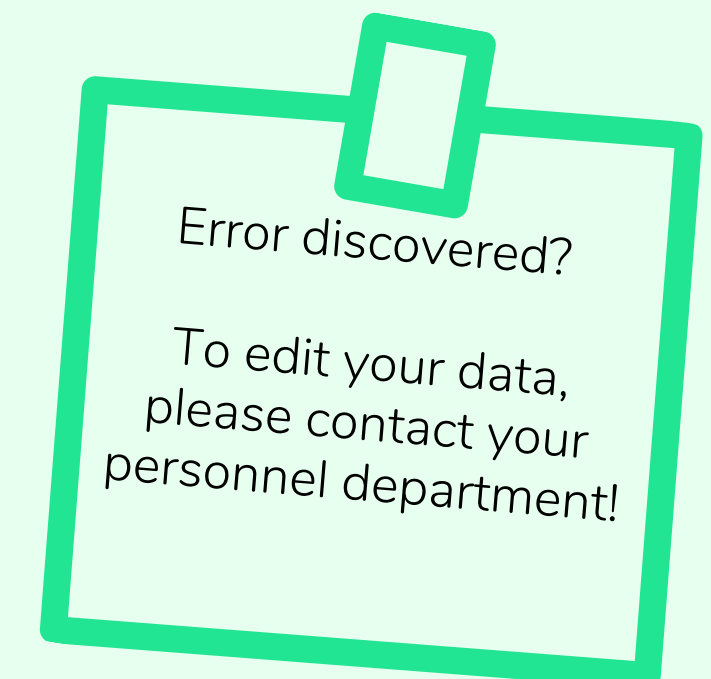 Error discovered?
To edit your data,
please contact your
personnel department!